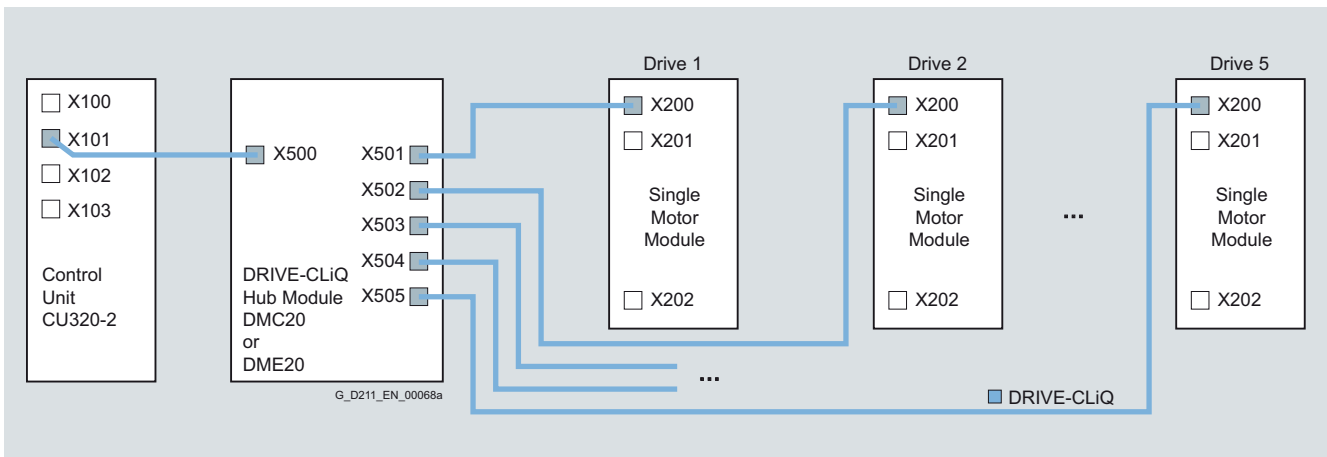 Drive 1
Drive 2
Drive 5
X100
X101
X102
X103
Control
Unit
CU320-2
X500
X501
X502
X503
X504
X505
DRIVE-CLiQ
Hub Module
DMC20
or
DME20
G_D211_EN_00068a
X200
X201
Single
Motor
Module
X202
X200
X201
Single
Motor
Module
X202
...
X200
X201
Single
Motor
Module
X202
...
DRIVE-CLiQ